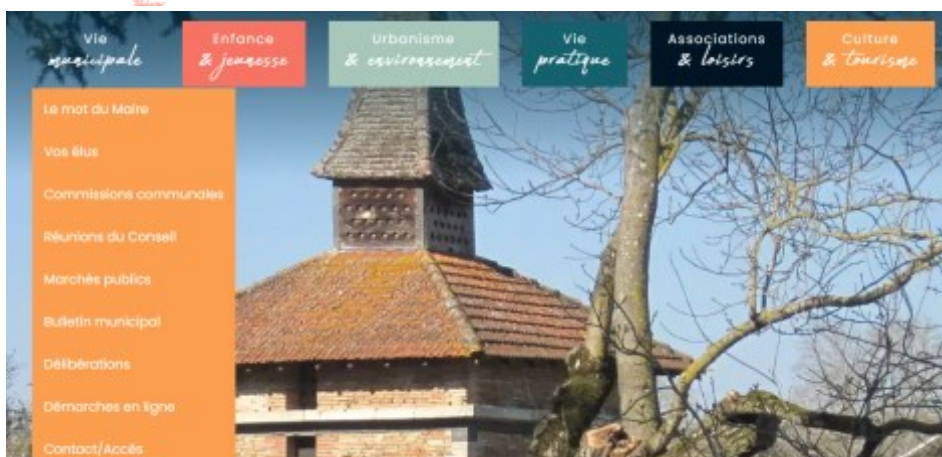 Vie
municipale
Enfance
& jeunesse
Urbanisme
& environnement
Vie
pratique
Associations
& loisirs
Culture
& tourisme
Le mot du Maire
Vos élus
Commissions communales
Réunions du Conseil
Marchés publics
Bulletin municipal
Délibérations
Démarches en ligne
Contact/Accés